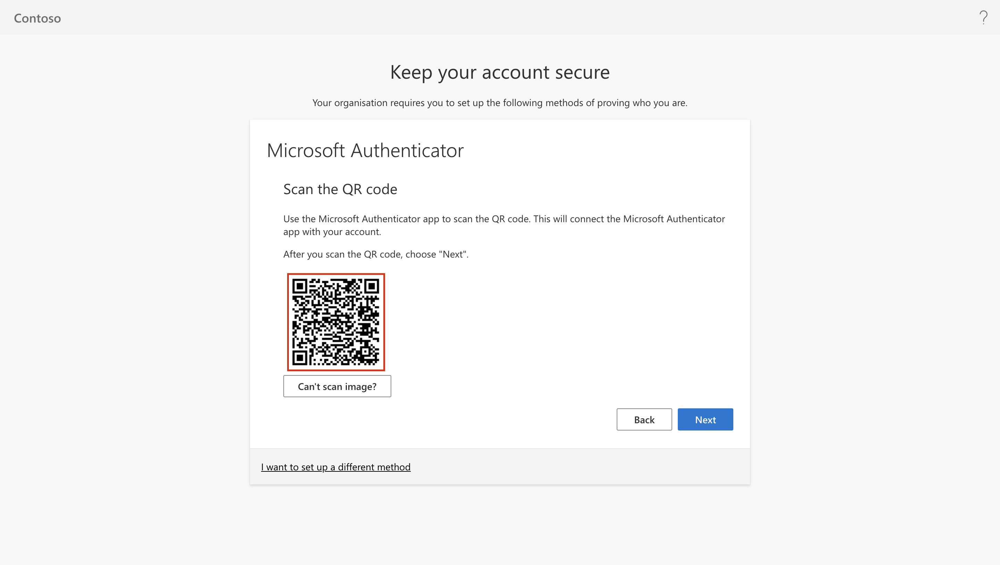 Contoso
?
Keep your account secure
Your organisation requires you to set up the following methods of proving who you are.
Microsoft Authenticator
Scan the QR code
Use the Microsoft Authenticator app to scan the QR code. This will connect the Microsoft Authenticator
app with your account.
After you scan the QR code, choose "Next".
Can't scan image?
Back
Next
I want to set up a different method